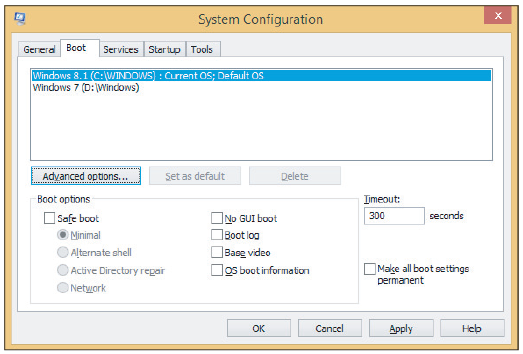 System Configuration
x
General Boot Services Startup Tools
Windows 8.1 (C:\WINDOWS) : Current OS; Default OS
Windows 7 (D:\Windows)
Advanced options... Set as default Delete
Boot options
Safe boot
Minimal
Alternate shell
Active Directory repair
Network
No GUI boot
Boot log
Base video
OS boot information
Timeout:
300 seconds
Make all boot settings
permanent
OK Cancel Apply Help